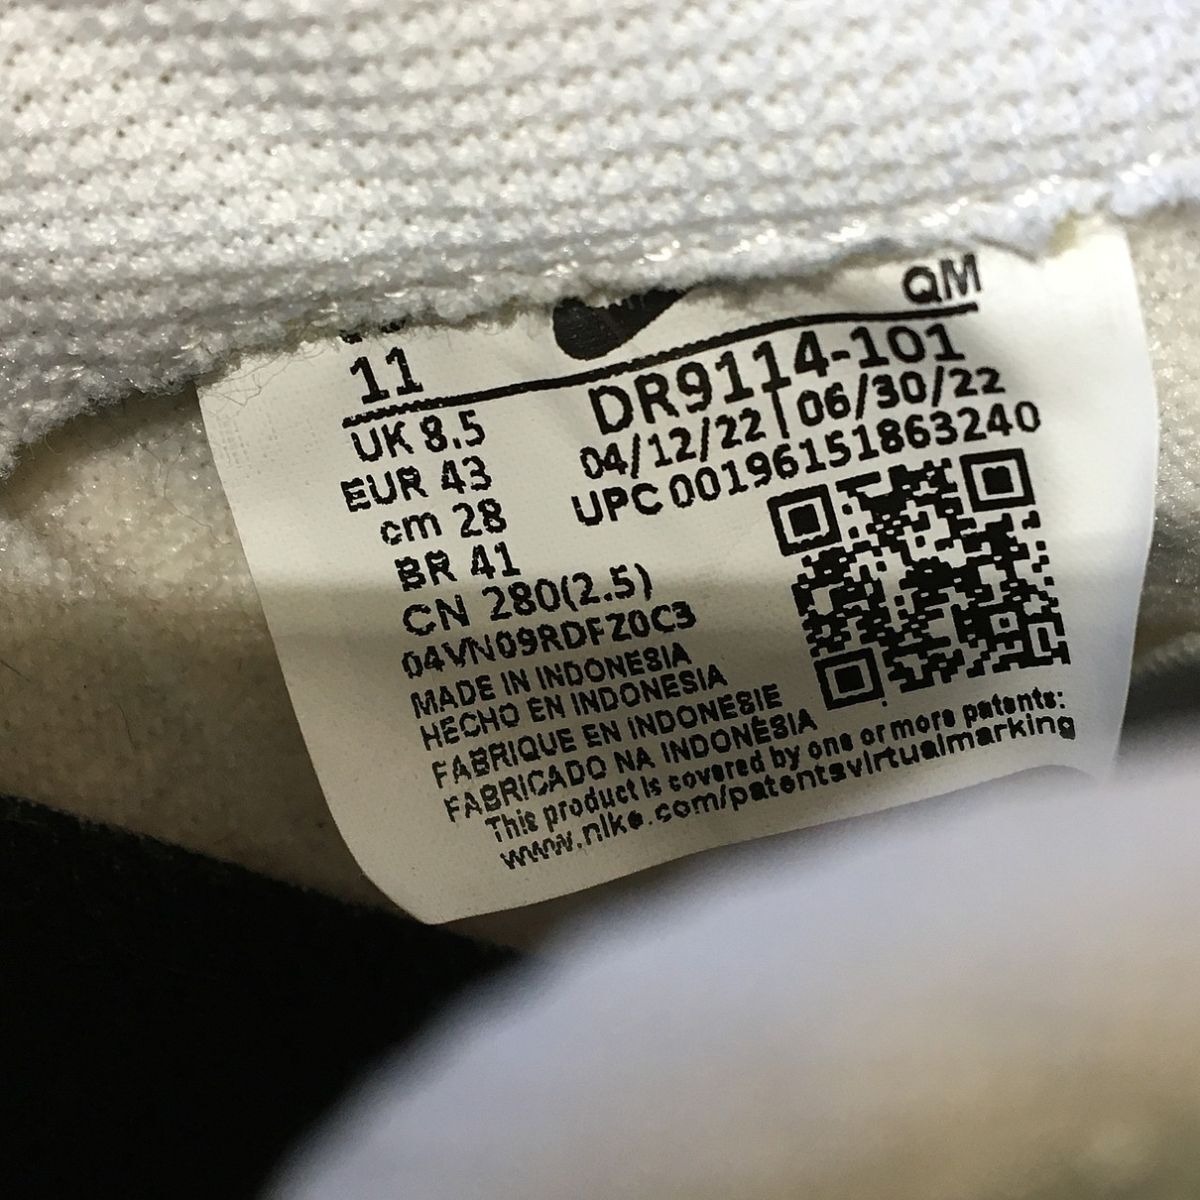 QM
11
DR9114-101
UK 8.5
04/12/22 | 06/30/22
EUR 43
UPC 00196151863240
cm 28
BR 41
CN 280(2.5)
04VN09RDFZ0C3
MADE IN INDONESIA
HECHO EN INDONESIA
FABRIQUE EN INDONESIE
FABRICADO NA INDONÉSIA
This product is covered by one or more patents:
www.nike.com/patentsvirtualmarking